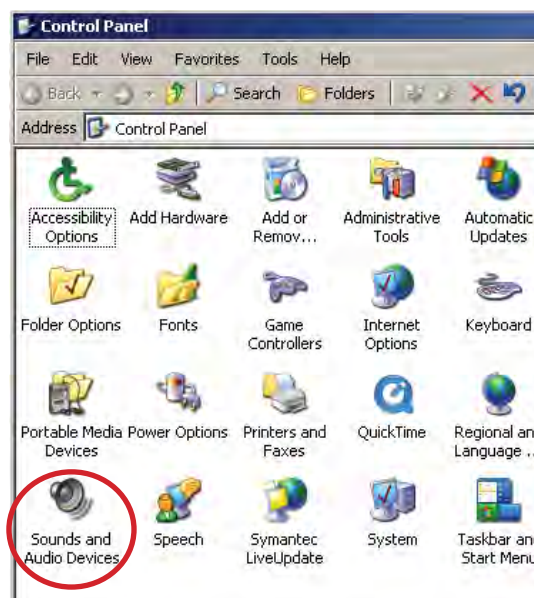 Control Panel
File Edit View Favorites Tools Help
Back Search Folders
Address Control Panel
Accessibility Options
Add Hardware
Add or Remov...
Administrative Tools
Automatic Updates
Folder Options
Fonts
Game Controllers
Internet Options
Keyboard
Portable Media Devices
Power Options
Printers and Faxes
QuickTime
Regional an
Language ..
Sounds and Audio Devices
Speech
Symantec LiveUpdate
System
Taskbar an
Start Menu